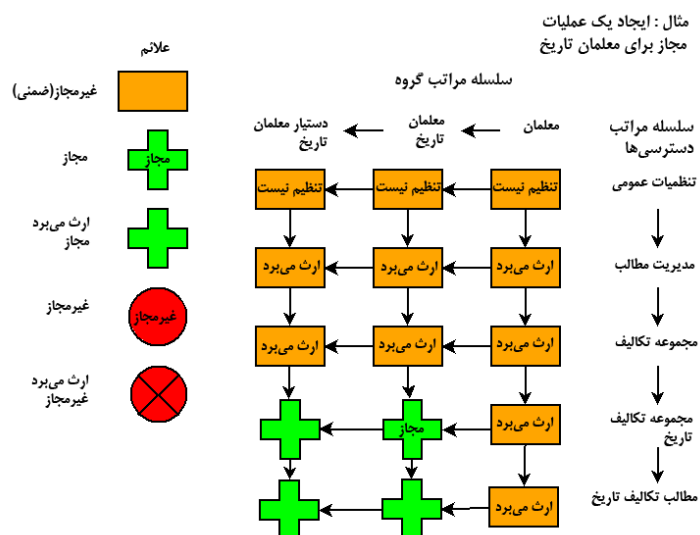 مثال : ایجاد یک عملیات
مجاز برای معلمان تاریخ
سلسله مراتب گروه
سلسله مراتب
دسترسی‌ها
معلمان
معلمان
تاریخ
دستیار معلمان
تاریخ
تنظمیات عمومی
تنظیم نیست
تنظیم نیست
تنظیم نیست
مدیریت مطالب
ارث می‌برد
ارث می‌برد
ارث می‌برد
مجموعه تکالیف
ارث می‌برد
ارث می‌برد
ارث می‌برد
مجموعه تکالیف
تاریخ
ارث می‌برد
مجاز
مطالب تکالیف تاریخ
ارث می‌برد
علائم
غیرمجاز(ضمنی)
مجاز
مجاز
ارث می‌برد
مجاز
غیرمجاز
غیرمجاز
ارث می‌برد
غیرمجاز